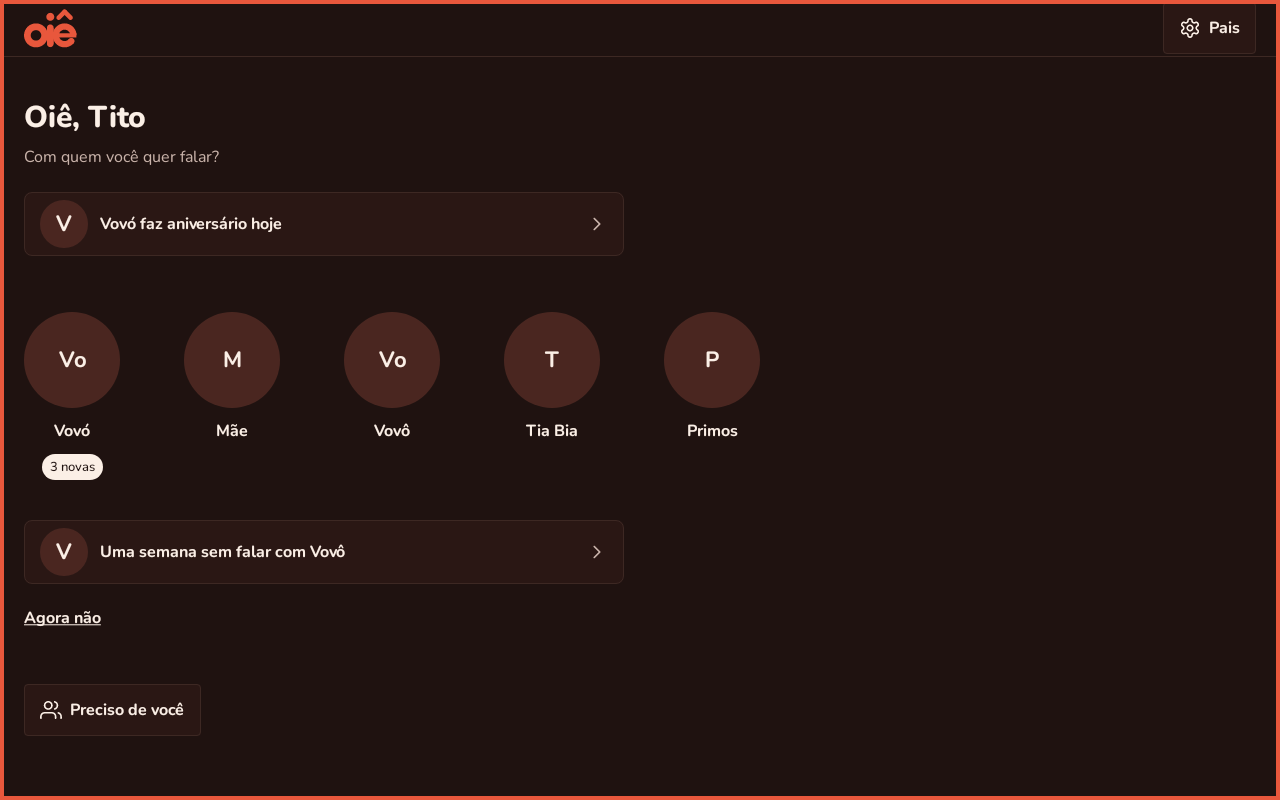 oiê
Pais
Oiê, Tito
Com quem você quer falar?
V
Vovó faz aniversário hoje
Vo
M
Vo
T
P
Vovó
Mãe
Vovô
Tia Bia
Primos
3 novas
V
Uma semana sem falar com Vovô
Agora não
Preciso de você